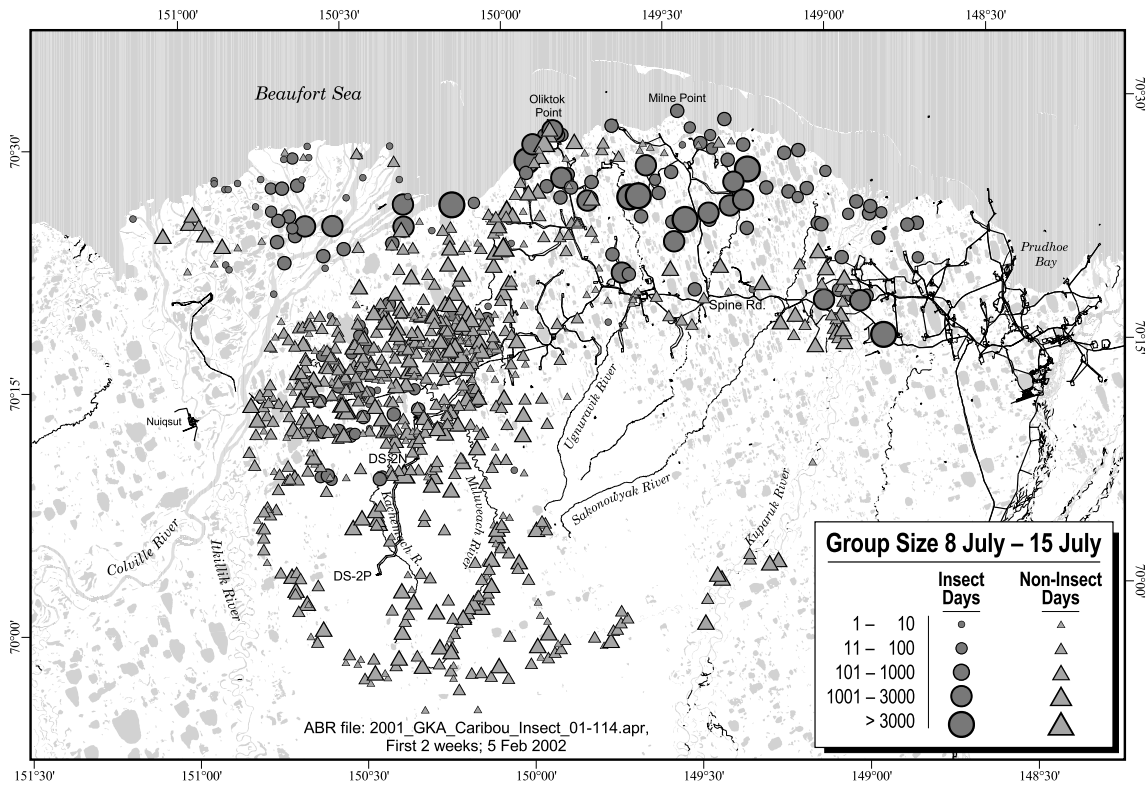 151°00'
150°30'
150°00'
149°30'
149°00'
148°30'
Beaufort Sea
Oliktok
Point
Milne Point
70°30'
70°30'
Prudhoe
Bay
Spine Rd.
70°15'
70°15'
Nuiqsut
Ugnuravik River
DS-2N
Sakonowyak River
Kachemach R.
Miluveach River
Kuparuk River
Colville River
Itkillik River
DS-2P
70°00'
70°00'
Group Size 8 July – 15 July
Insect Days
Non-Insect Days
1 – 10
11 – 100
101 – 1000
1001 – 3000
> 3000
ABR file: 2001_GKA_Caribou_Insect_01-114.apr,
First 2 weeks; 5 Feb 2002
151°30'
151°00'
150°30'
150°00'
149°30'
149°00'
148°30'